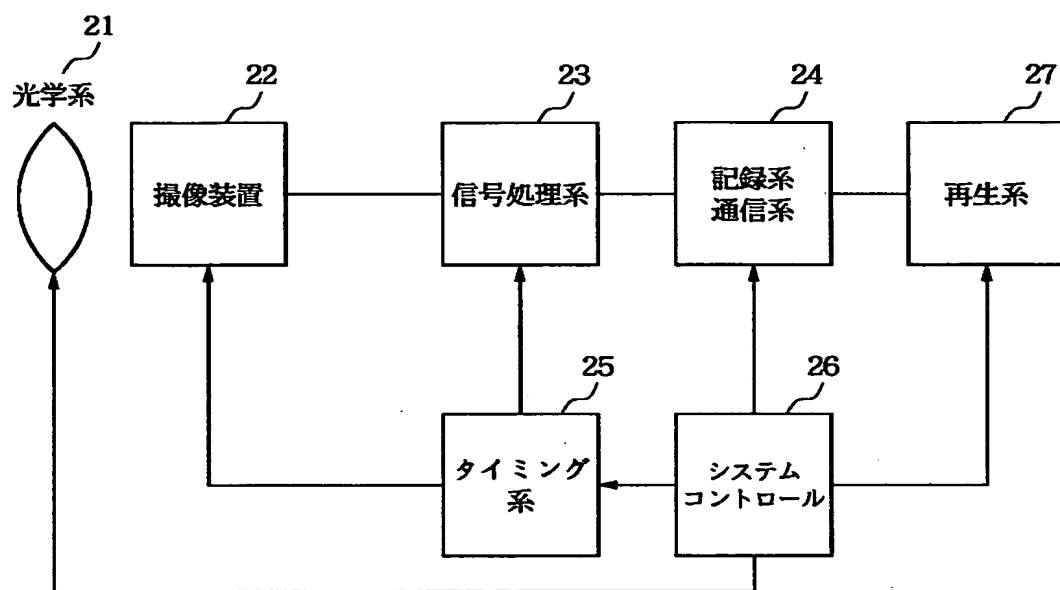 21
光学系
22
撮像装置
23
信号処理系
24
記録系
通信系
27
再生系
25
タイミング
系
26
システム
コントロール